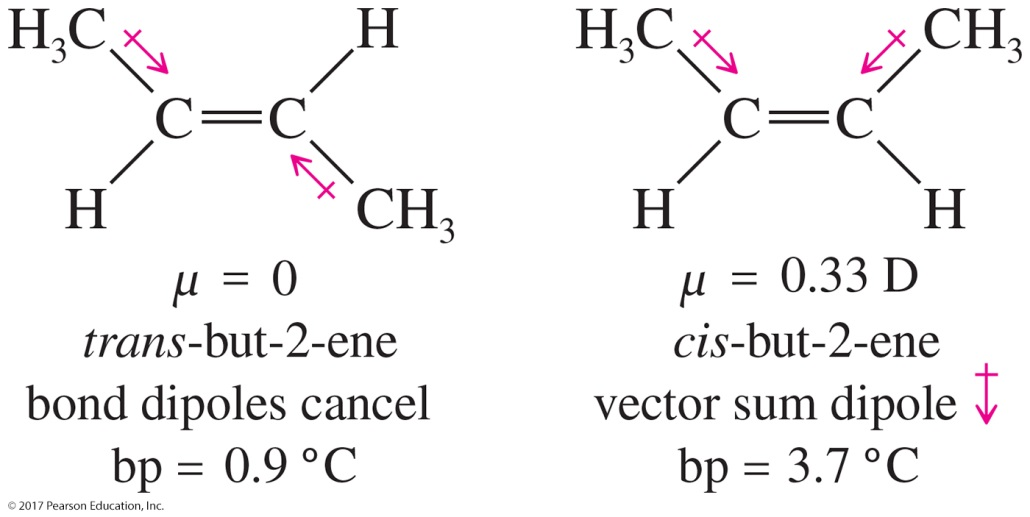 H₃C H H₃C CH₃
C=C C=C
H CH₃ H H
μ = 0 μ = 0.33 D
trans-but-2-ene cis-but-2-ene
bond dipoles cancel vector sum dipole
bp = 0.9 °C bp = 3.7 °C
© 2017 Pearson Education, Inc.